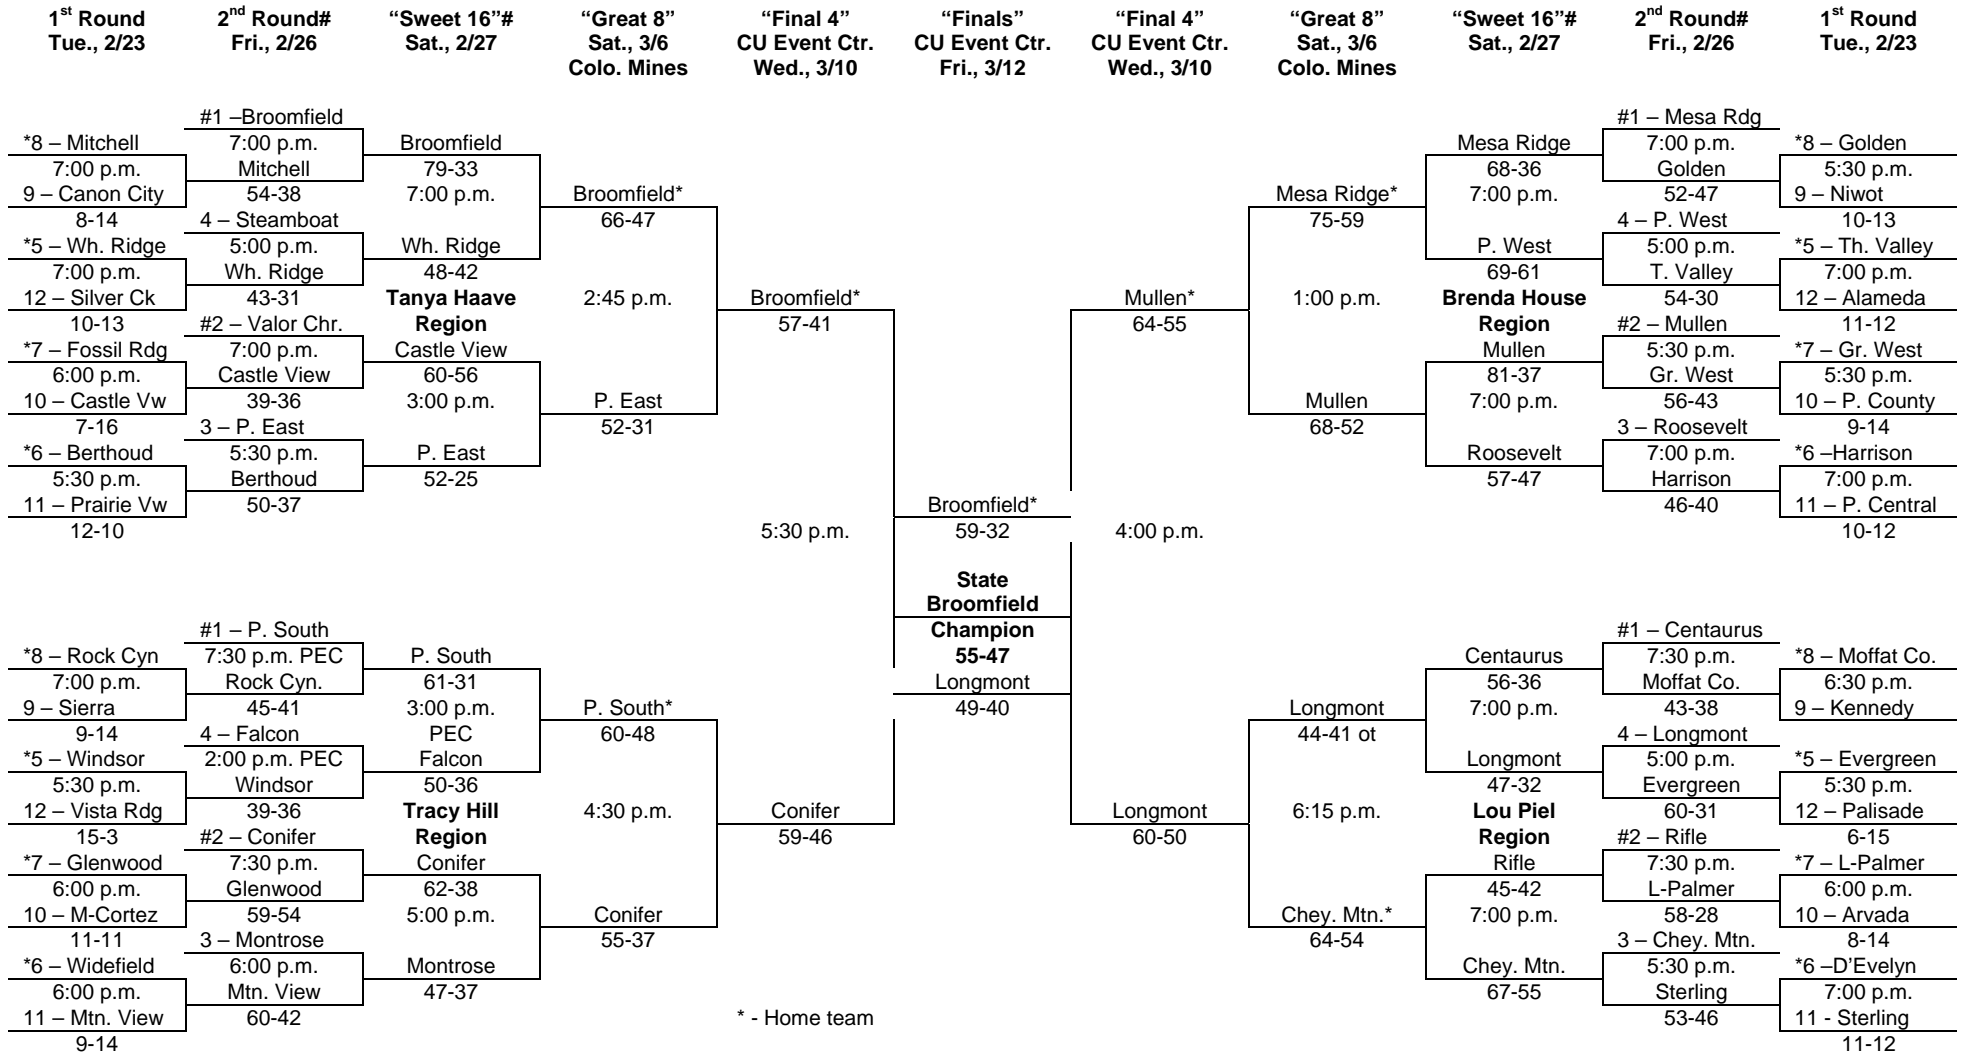 1st Round
Tue., 2/23
2nd Round#
Fri., 2/26
“Sweet 16”#
Sat., 2/27
“Great 8”
Sat., 3/6
Colo. Mines
“Final 4”
CU Event Ctr.
Wed., 3/10
“Finals”
CU Event Ctr.
Fri., 3/12
“Final 4”
CU Event Ctr.
Wed., 3/10
“Great 8”
Sat., 3/6
Colo. Mines
“Sweet 16”#
Sat., 2/27
2nd Round#
Fri., 2/26
1st Round
Tue., 2/23
*8 – Mitchell
7:00 p.m.
9 – Canon City
8-14
*5 – Wh. Ridge
7:00 p.m.
12 – Silver Ck
10-13
*7 – Fossil Rdg
6:00 p.m.
10 – Castle Vw
7-16
*6 – Berthoud
5:30 p.m.
11 – Prairie Vw
12-10
*8 – Rock Cyn
7:00 p.m.
9 – Sierra
9-14
*5 – Windsor
5:30 p.m.
12 – Vista Rdg
15-3
*7 – Glenwood
6:00 p.m.
10 – M-Cortez
11-11
*6 – Widefield
6:00 p.m.
11 – Mtn. View
9-14
#1 –Broomfield
7:00 p.m.
Mitchell
54-38
4 – Steamboat
5:00 p.m.
Wh. Ridge
43-31
#2 – Valor Chr.
7:00 p.m.
Castle View
39-36
3 – P. East
5:30 p.m.
Berthoud
50-37
#1 – P. South
7:30 p.m. PEC
Rock Cyn.
45-41
4 – Falcon
2:00 p.m. PEC
Windsor
39-36
#2 – Conifer
7:30 p.m.
Glenwood
59-54
3 – Montrose
6:00 p.m.
Mtn. View
60-42
Broomfield
79-33
7:00 p.m.
Wh. Ridge
48-42
Tanya Haave
Region
Castle View
60-56
3:00 p.m.
P. East
52-25
P. South
61-31
3:00 p.m.
PEC
Falcon
50-36
Tracy Hill
Region
Conifer
62-38
5:00 p.m.
Montrose
47-37
Broomfield*
66-47
2:45 p.m.
P. East
52-31
P. South*
60-48
4:30 p.m.
Conifer
55-37
Broomfield*
57-41
5:30 p.m.
Conifer
59-46
* - Home team
Broomfield*
59-32
State
Broomfield
Champion
55-47
Longmont
49-40
Mullen*
64-55
4:00 p.m.
Longmont
60-50
Mesa Ridge*
75-59
1:00 p.m.
Mullen
68-52
Longmont
44-41 ot
6:15 p.m.
Chey. Mtn.*
64-54
Mesa Ridge
68-36
7:00 p.m.
P. West
69-61
Brenda House
Region
Mullen
81-37
7:00 p.m.
Roosevelt
57-47
Centaurus
56-36
7:00 p.m.
Longmont
47-32
Lou Piel
Region
Rifle
45-42
7:00 p.m.
Chey. Mtn.
67-55
#1 – Mesa Rdg
7:00 p.m.
Golden
52-47
4 – P. West
5:00 p.m.
T. Valley
54-30
#2 – Mullen
5:30 p.m.
Gr. West
56-43
3 – Roosevelt
7:00 p.m.
Harrison
46-40
#1 – Centaurus
7:30 p.m.
Moffat Co.
43-38
4 – Longmont
5:00 p.m.
Evergreen
60-31
#2 – Rifle
7:30 p.m.
L-Palmer
58-28
3 – Chey. Mtn.
5:30 p.m.
Sterling
53-46
*8 – Golden
5:30 p.m.
9 – Niwot
10-13
*5 – Th. Valley
7:00 p.m.
12 – Alameda
11-12
*7 – Gr. West
5:30 p.m.
10 – P. County
9-14
*6 –Harrison
7:00 p.m.
11 – P. Central
10-12
*8 – Moffat Co.
6:30 p.m.
9 – Kennedy
*5 – Evergreen
5:30 p.m.
12 – Palisade
6-15
*7 – L-Palmer
6:00 p.m.
10 – Arvada
8-14
*6 –D’Evelyn
7:00 p.m.
11 - Sterling
11-12